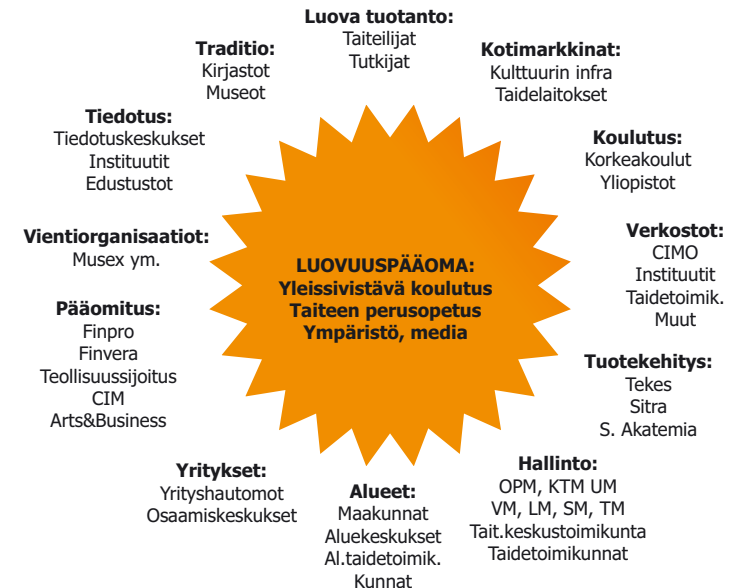 Luova tuotanto:
Taiteilijat
Tutkijat
Kotimarkkinat:
Kulttuurin infra
Taidelaitokset
Koulutus:
Korkeakoulut
Yliopistot
Verkostot:
CIMO
Instituutit
Taidetoimik.
Muut
Tuotekehitys:
Tekes
Sitra
S. Akatemia
Hallinto:
OPM, KTM UM
VM, LM, SM, TM
Tait.keskustoimikunta
Taidetoimikunnat
Alueet:
Maakunnat
Aluekeskukset
Al.taidetoimik.
Kunnat
Yritykset:
Yrityshautomot
Osaamiskeskukset
Pääomitus:
Finpro
Finvera
Teollisuussijoitus
CIM
Arts&Business
Vientiorganisaatiot:
Musex ym.
Tiedotus:
Tiedotuskeskukset
Instituutit
Edustustot
Traditio:
Kirjastot
Museot
LUOVUUSPÄÄOMA:
Yleissivistävä koulutus
Taiteen perusopetus
Ympäristö, media